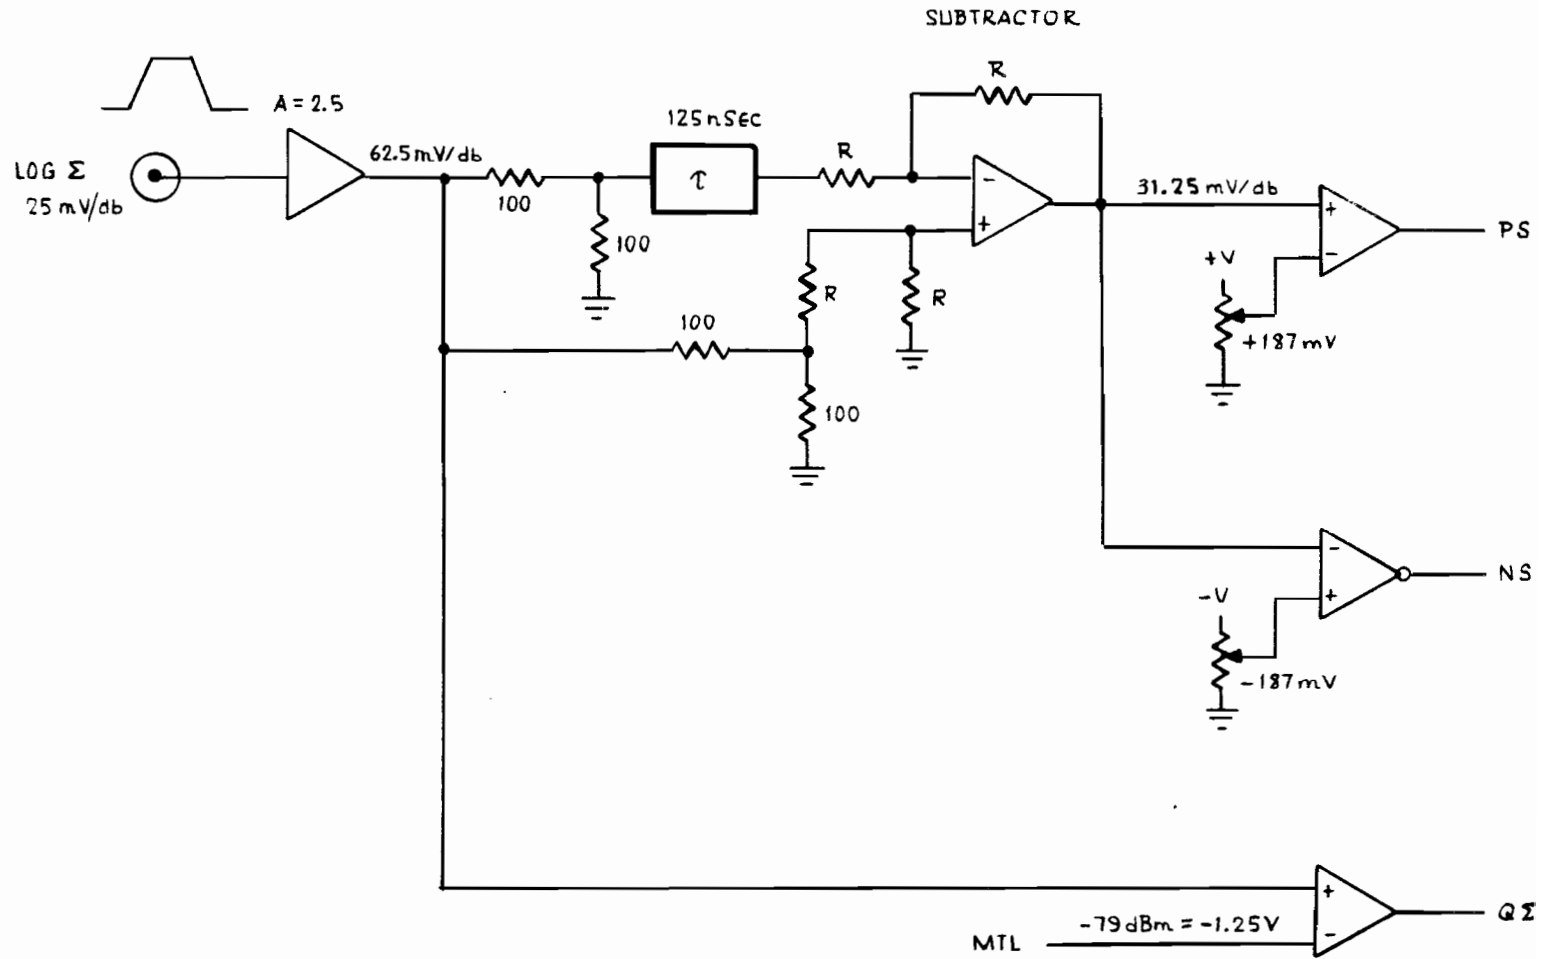 SUBTRACTOR
R
A = 2.5
125 nSEC
62.5 mV/db
R
LOG Σ
25 mV/db
τ
100
−
31.25 mV/db
+
PS
100
+
−
+V
R
R
100
+187 mV
100
−
NS
+
−V
−187 mV
+
QΣ
−79 dBm = −1.25V
−
MTL